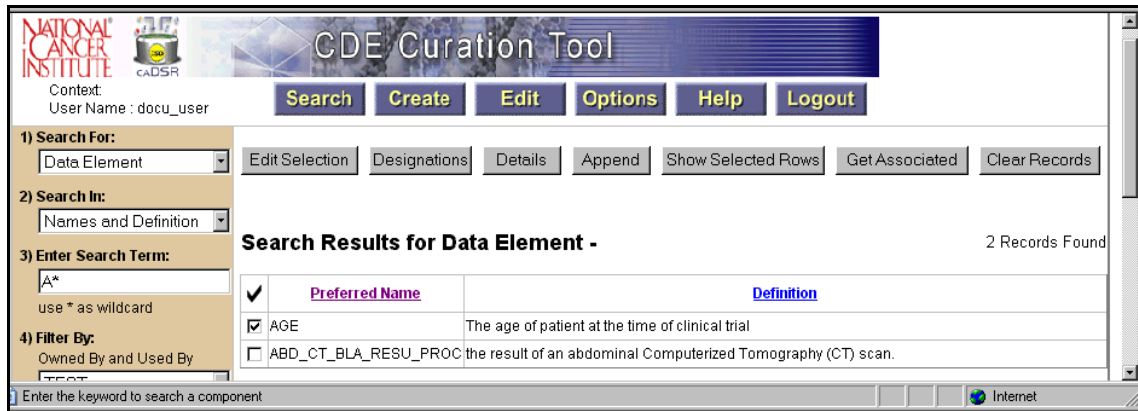 NATIONAL
CANCER
INSTITUTE
caDSR
CDE Curation Tool
Context:
User Name : docu_user
Search Create Edit Options Help Logout
1) Search For:
Data Element
Edit Selection Designations Details Append Show Selected Rows Get Associated Clear Records
2) Search In:
Names and Definition
Search Results for Data Element -
2 Records Found
3) Enter Search Term:
A*
use * as wildcard
Preferred Name Definition
AGE The age of patient at the time of clinical trial
ABD_CT_BLA_RESU_PROC the result of an abdominal Computerized Tomography (CT) scan.
4) Filter By:
Owned By and Used By
TEST
Enter the keyword to search a component
Internet